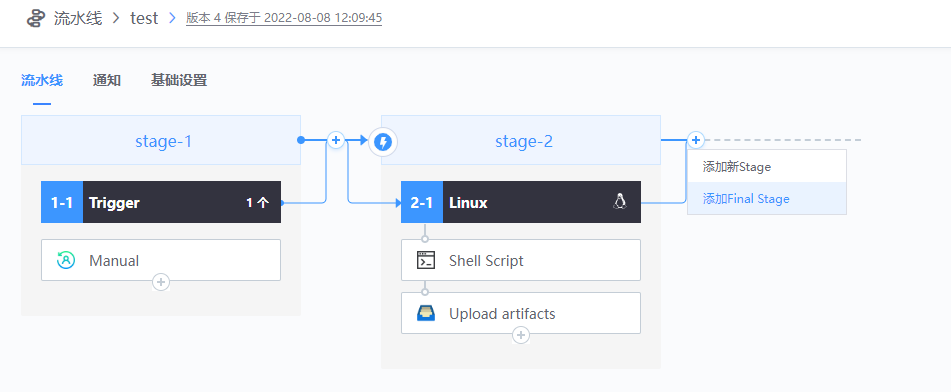 流水线 > test > 版本 4 保存于 2022-08-08 12:09:45
流水线 通知 基础设置
stage-1
1-1 Trigger 1 个
Manual
stage-2
2-1 Linux
Shell Script
Upload artifacts
添加新Stage
添加Final Stage